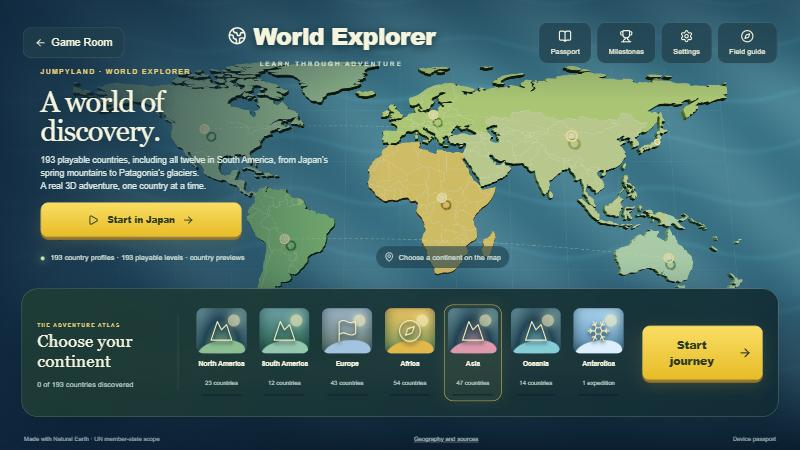 Game Room
World Explorer
LEARN THROUGH ADVENTURE
Passport
Milestones
Settings
Field guide
JUMPYLAND · WORLD EXPLORER
A world of
discovery.
193 playable countries, including all twelve in South America, from Japan's
spring mountains to Patagonia's glaciers.
A real 3D adventure, one country at a time.
Start in Japan
193 country profiles · 193 playable levels · country previews
Choose a continent on the map
THE ADVENTURE ATLAS
Choose your
continent
0 of 193 countries discovered
North America
23 countries
South America
12 countries
Europe
43 countries
Africa
54 countries
Asia
47 countries
Oceania
14 countries
Antarctica
1 expedition
Start
journey
Made with Natural Earth · UN member-state scope
Geography and sources
Device passport